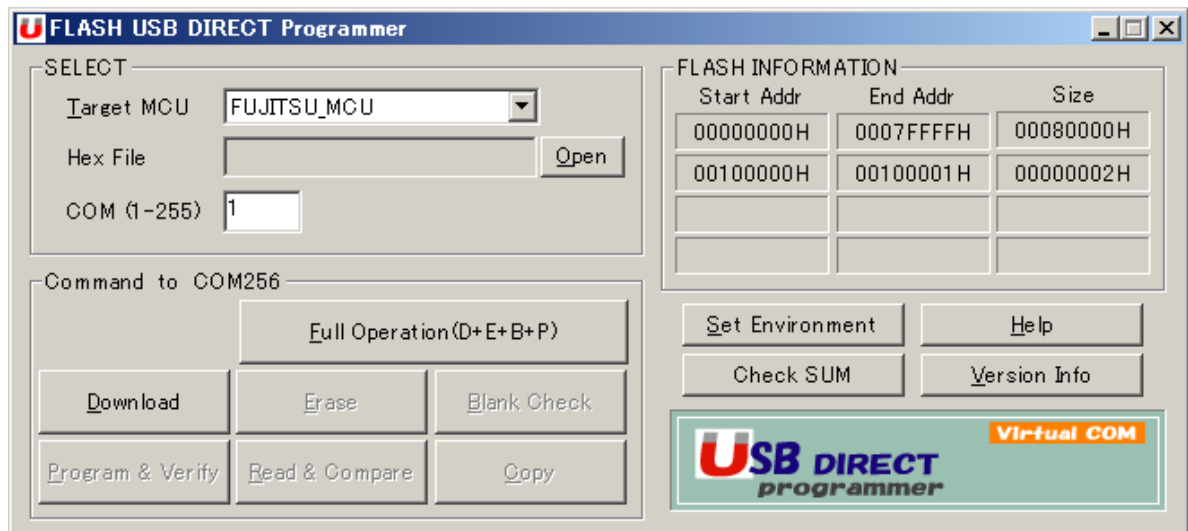 FLASH USB DIRECT Programmer
SELECT
Target MCU FUJITSU_MCU
Hex File Open
COM (1-255) 1
Command to COM256
Full Operation(D+E+B+P)
Download Erase Blank Check
Program & Verify Read & Compare Copy
FLASH INFORMATION
Start Addr End Addr Size
00000000H 0007FFFFH 00080000H
00100000H 00100001H 00000002H
Set Environment Help
Check SUM Version Info
Virtual COM
USB DIRECT
programmer